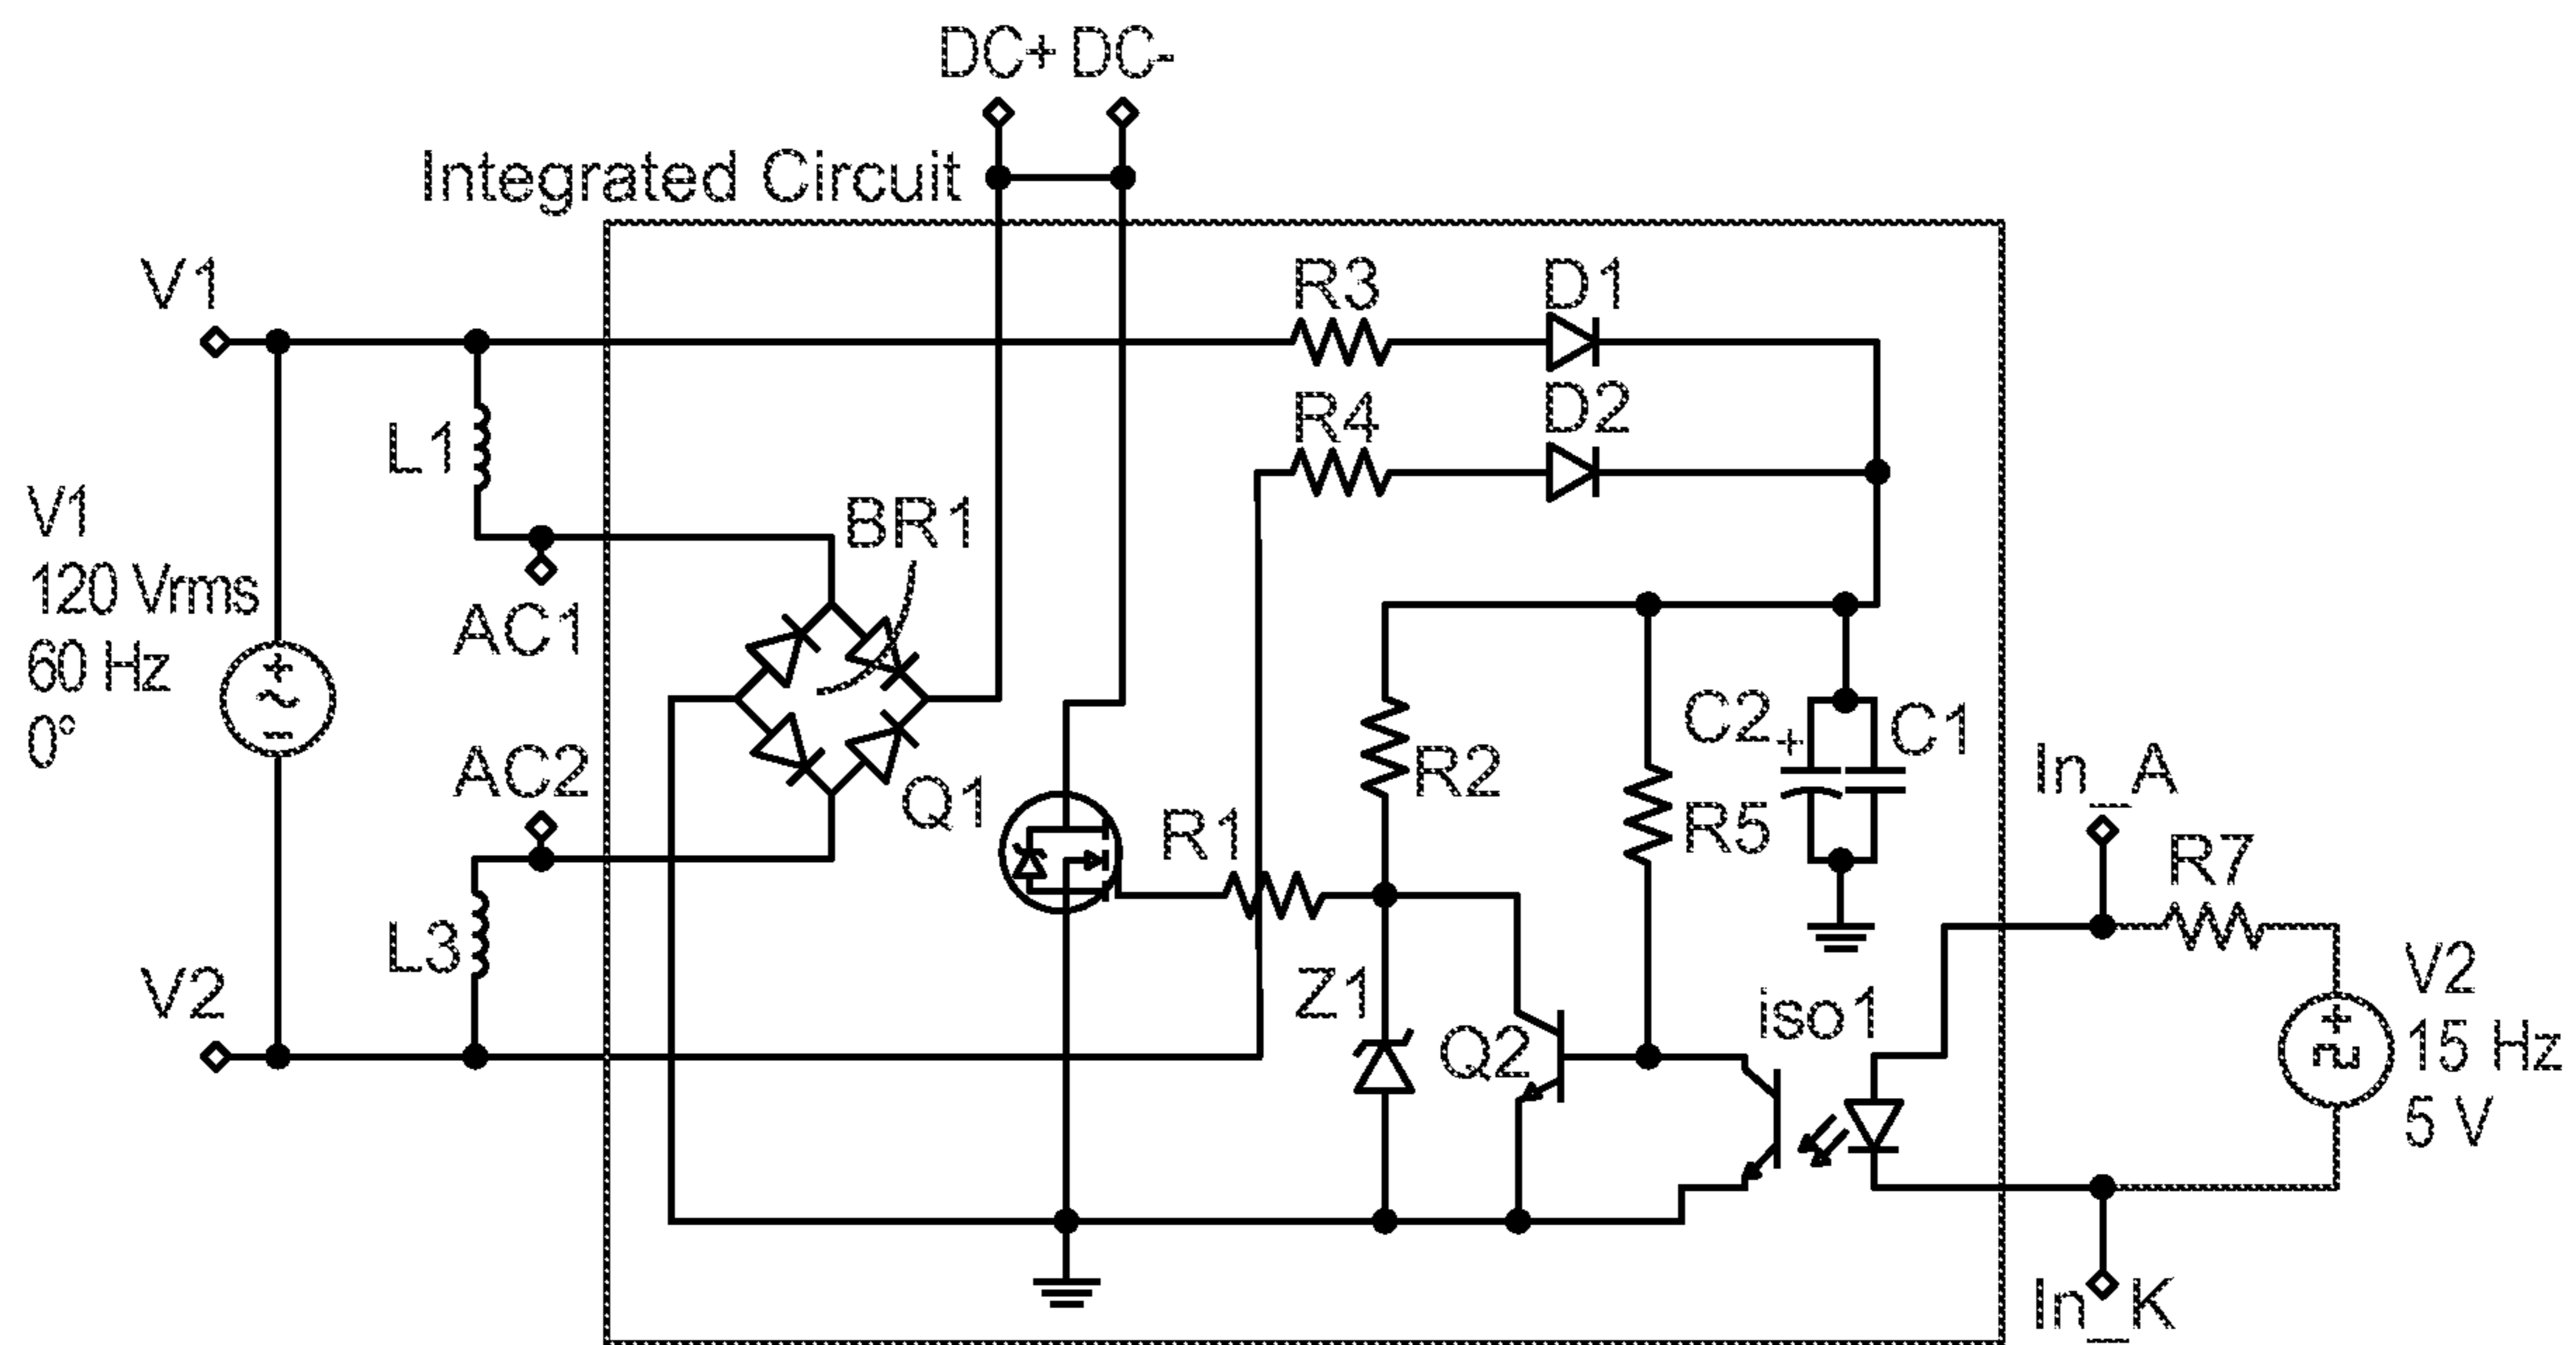 DC+ DC-
Integrated Circuit
V1
R3
D1
R4
D2
L1
BR1
V1
120 Vrms
60 Hz
0°
+
~
−
AC1
AC2
Q1
R1
R2
R5
C2
+
C1
In_A
R7
L3
V2
Z1
Q2
iso1
+
V2
15 Hz
5 V
In_K